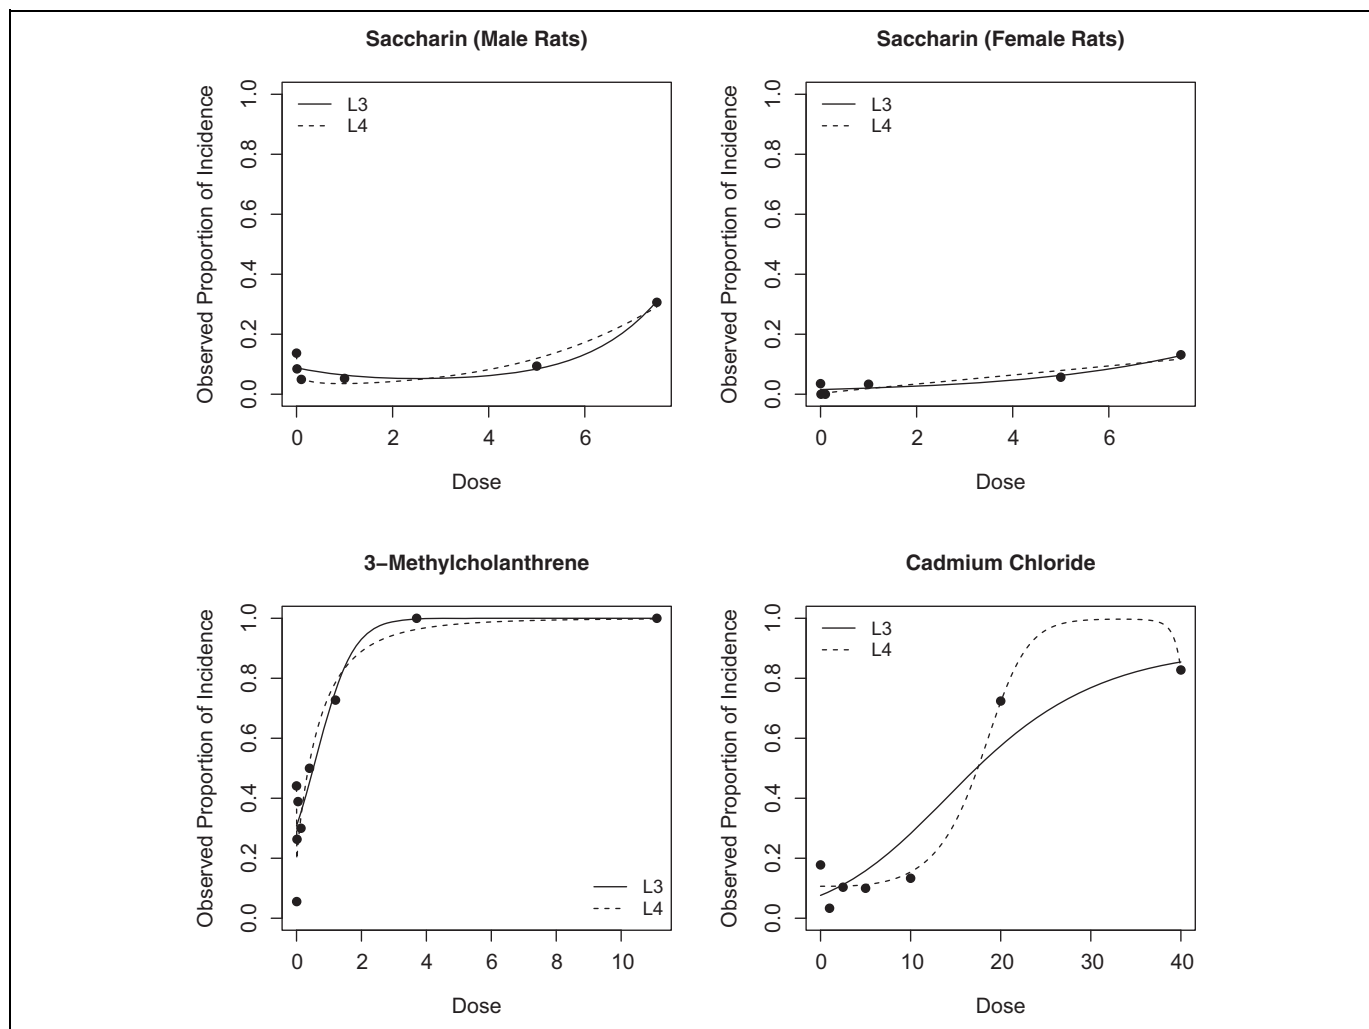 Saccharin (Male Rats)
Observed Proportion of Incidence
0.0 0.2 0.4 0.6 0.8 1.0
L3
L4
0 2 4 6
Dose
Saccharin (Female Rats)
Observed Proportion of Incidence
0.0 0.2 0.4 0.6 0.8 1.0
L3
L4
0 2 4 6
Dose
3−Methylcholanthrene
Observed Proportion of Incidence
0.0 0.2 0.4 0.6 0.8 1.0
L3
L4
0 2 4 6 8 10
Dose
Cadmium Chloride
Observed Proportion of Incidence
0.0 0.2 0.4 0.6 0.8 1.0
L3
L4
0 10 20 30 40
Dose